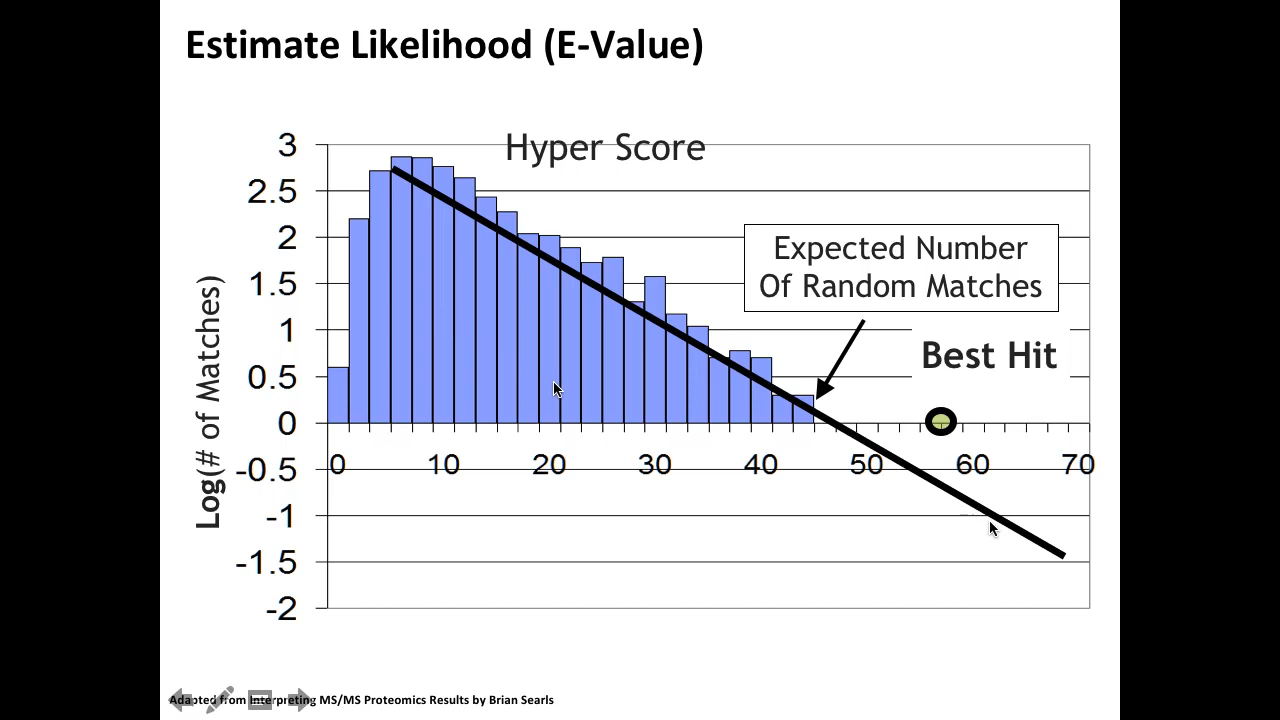 Estimate Likelihood (E-Value)
Hyper Score
3
2.5
2
1.5
1
0.5
0
-0.5
-1
-1.5
-2
Log(# of Matches)
Expected Number
Of Random Matches
Best Hit
0 10 20 30 40 50 60 70
Adapted from Interpreting MS/MS Proteomics Results by Brian Searls